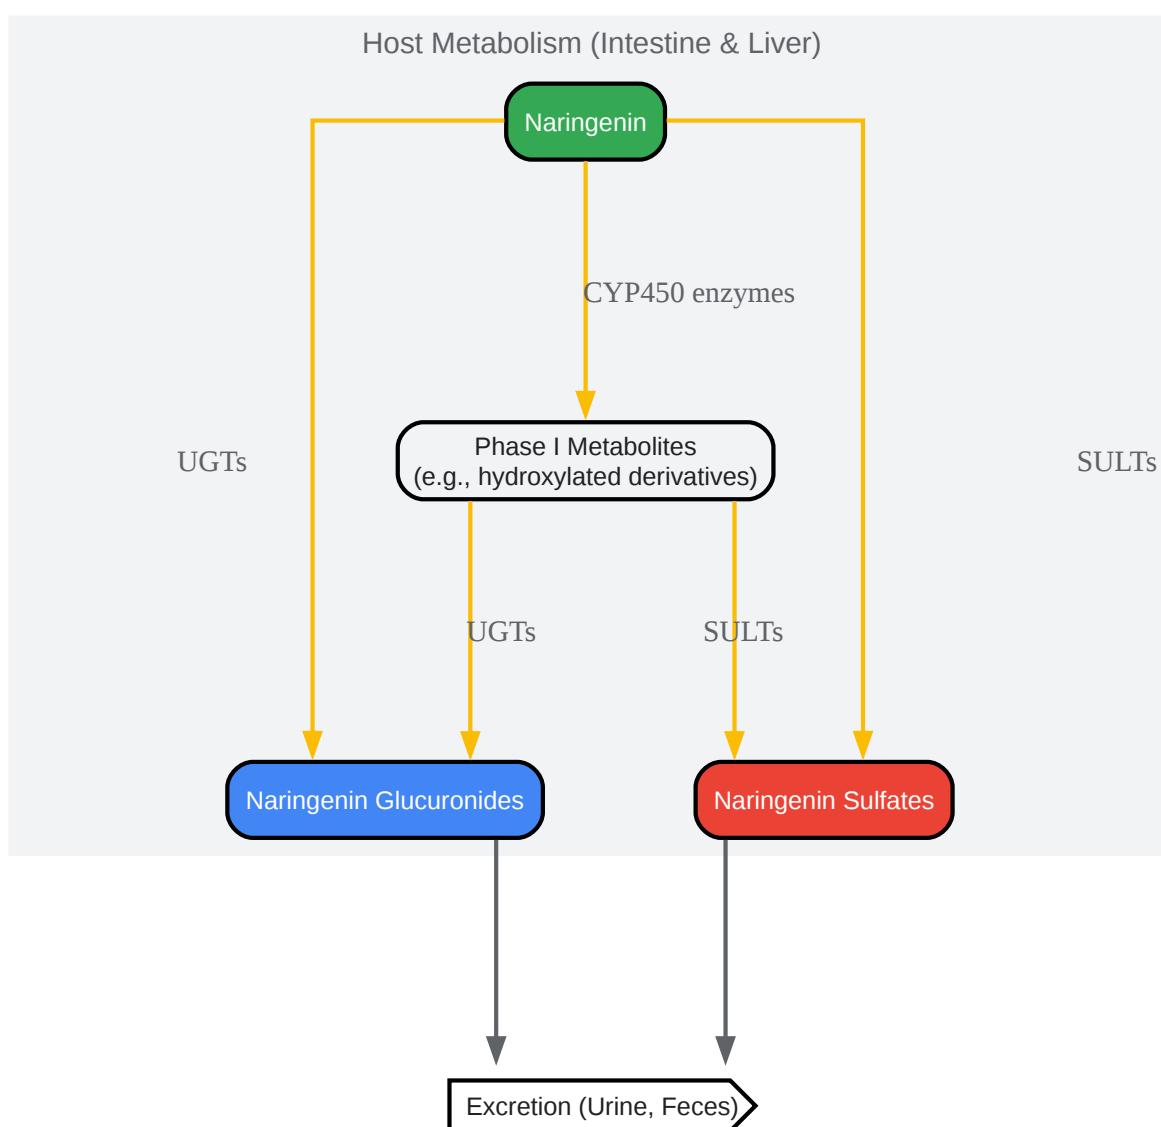 Host Metabolism (Intestine & Liver)
Naringenin
CYP450 enzymes
Phase I Metabolites
(e.g., hydroxylated derivatives)
UGTs
SULTs
UGTs
SULTs
Naringenin Glucuronides
Naringenin Sulfates
Excretion (Urine, Feces)